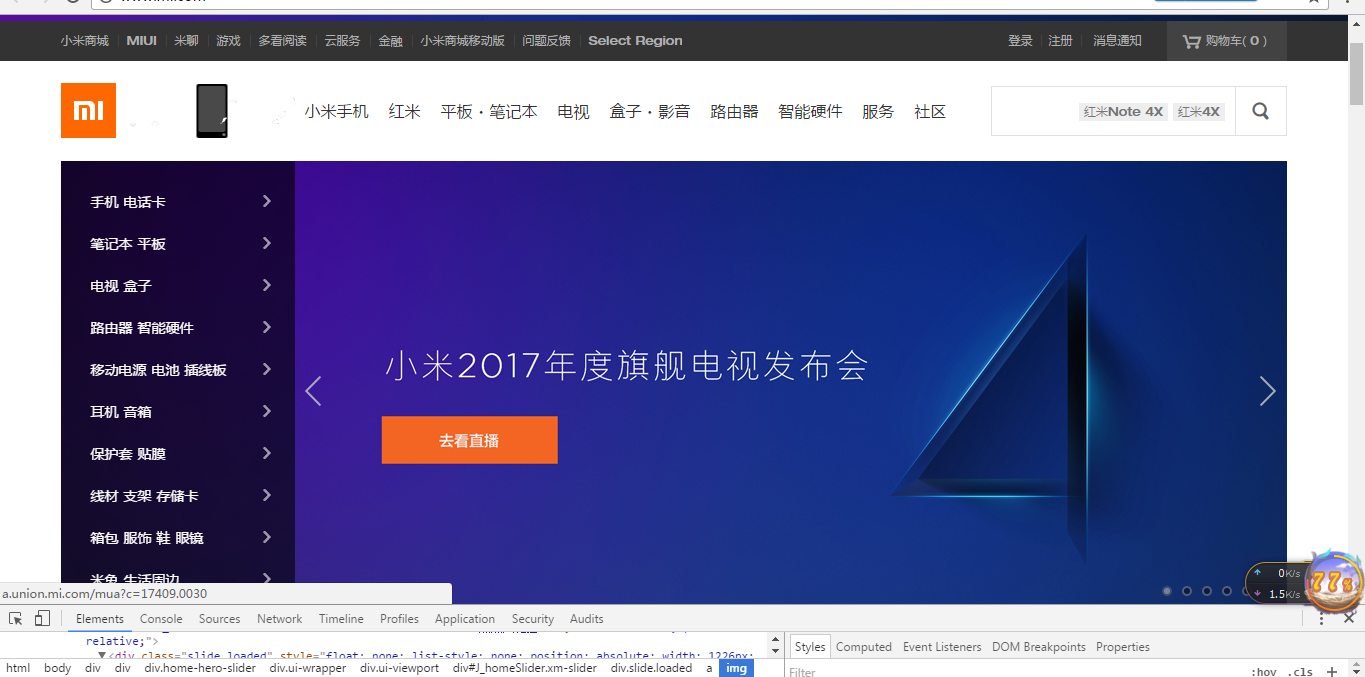 小米商城 MIUI 米聊 游戏 多看阅读 云服务 金融 小米商城移动版 问题反馈 Select Region 登录 注册 消息通知 购物车( 0 )
mi 小米手机 红米 平板・笔记本 电视 盒子・影音 路由器 智能硬件 服务 社区 红米Note 4X 红米4X
手机 电话卡
笔记本 平板
电视 盒子
路由器 智能硬件
移动电源 电池 插线板
耳机 音箱
保护套 贴膜
线材 支架 存储卡
箱包 服饰 鞋 眼镜
米兔 生活周边
小米2017年度旗舰电视发布会
去看直播
0K/s
1.5K/s
77%
a.union.mi.com/mua?c=17409.0030
Elements Console Sources Network Timeline Profiles Application Security Audits
relative;">
▼<div class="slide loaded" style="float: none; list-style: none; position: absolute; width: 1226px;
html body div div div.home-hero-slider div.ui-wrapper div.ui-viewport div#J_homeSlider.xm-slider div.slide.loaded a img
Styles Computed Event Listeners DOM Breakpoints Properties
Filter :hov .cls +